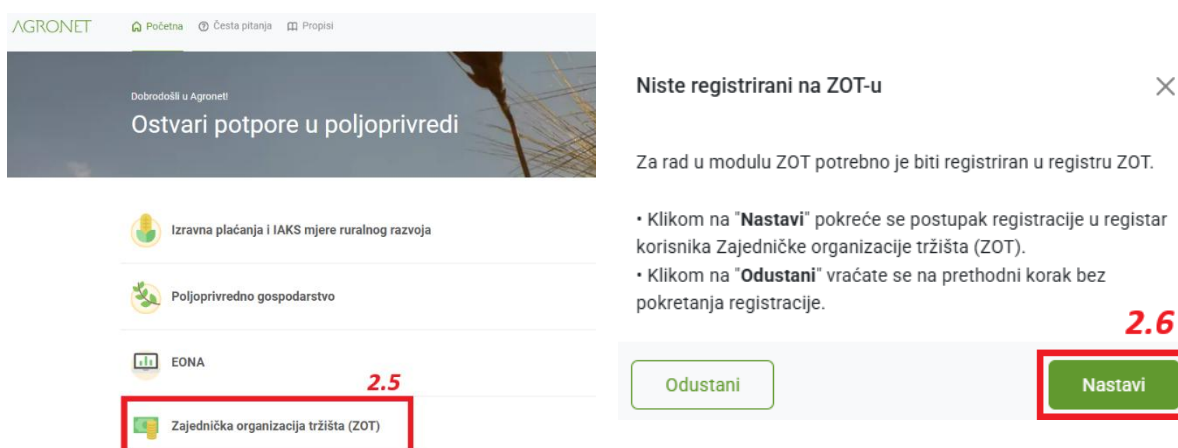 AGRONET
Početna
Česta pitanja
Propisi
Dobrodošli u Agronet!
Ostvari potpore u poljoprivredi
Izravna plaćanja i IAKS mjere ruralnog razvoja
Poljoprivredno gospodarstvo
EONA
2.5
Zajednička organizacija tržišta (ZOT)
Niste registrirani na ZOT-u
Za rad u modulu ZOT potrebno je biti registriran u registru ZOT.
• Klikom na "Nastavi" pokreće se postupak registracije u registar
korisnika Zajedničke organizacije tržišta (ZOT).
• Klikom na "Odustani" vraćate se na prethodni korak bez
pokretanja registracije.
2.6
Odustani
Nastavi